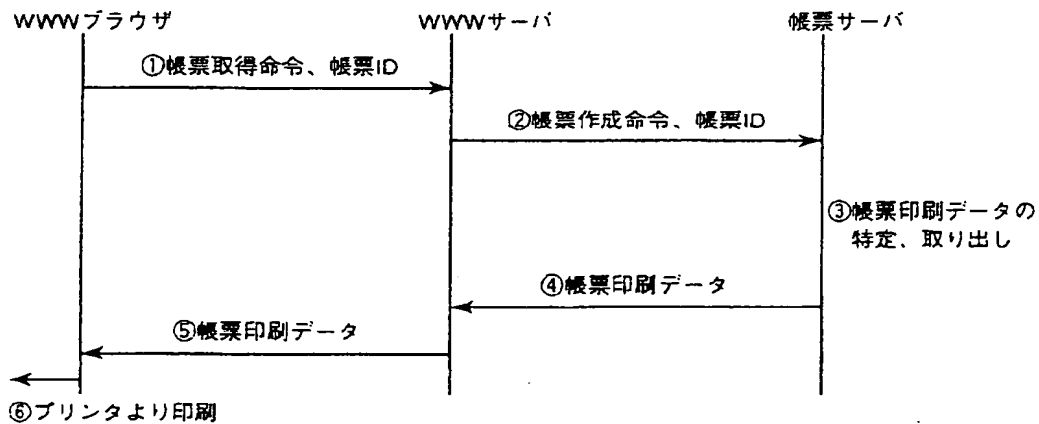 WWWブラウザ
WWWサーバ
帳票サーバ
①帳票取得命令、帳票ID
②帳票作成命令、帳票ID
③帳票印刷データの
特定、取り出し
④帳票印刷データ
⑤帳票印刷データ
⑥プリンタより印刷